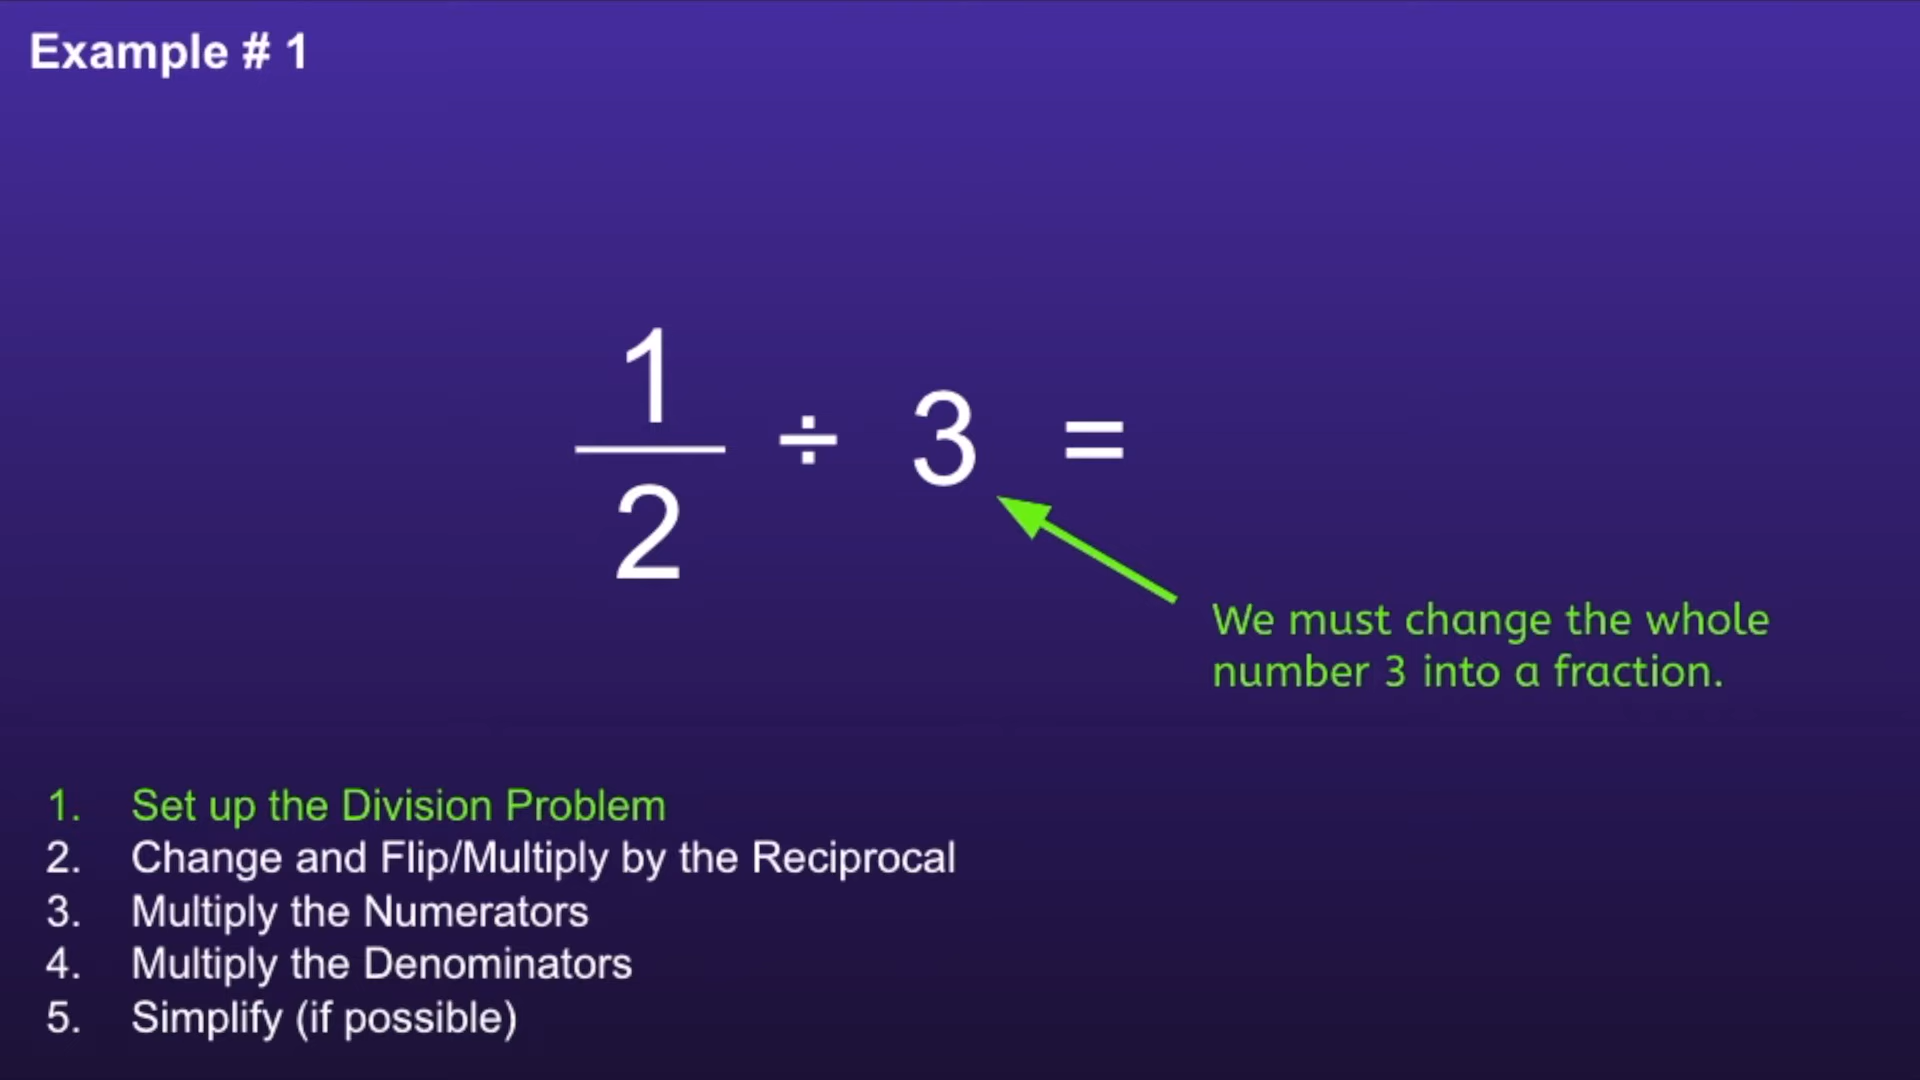 Example # 1
1
2
÷ 3 =
We must change the whole
number 3 into a fraction.
1. Set up the Division Problem
2. Change and Flip/Multiply by the Reciprocal
3. Multiply the Numerators
4. Multiply the Denominators
5. Simplify (if possible)